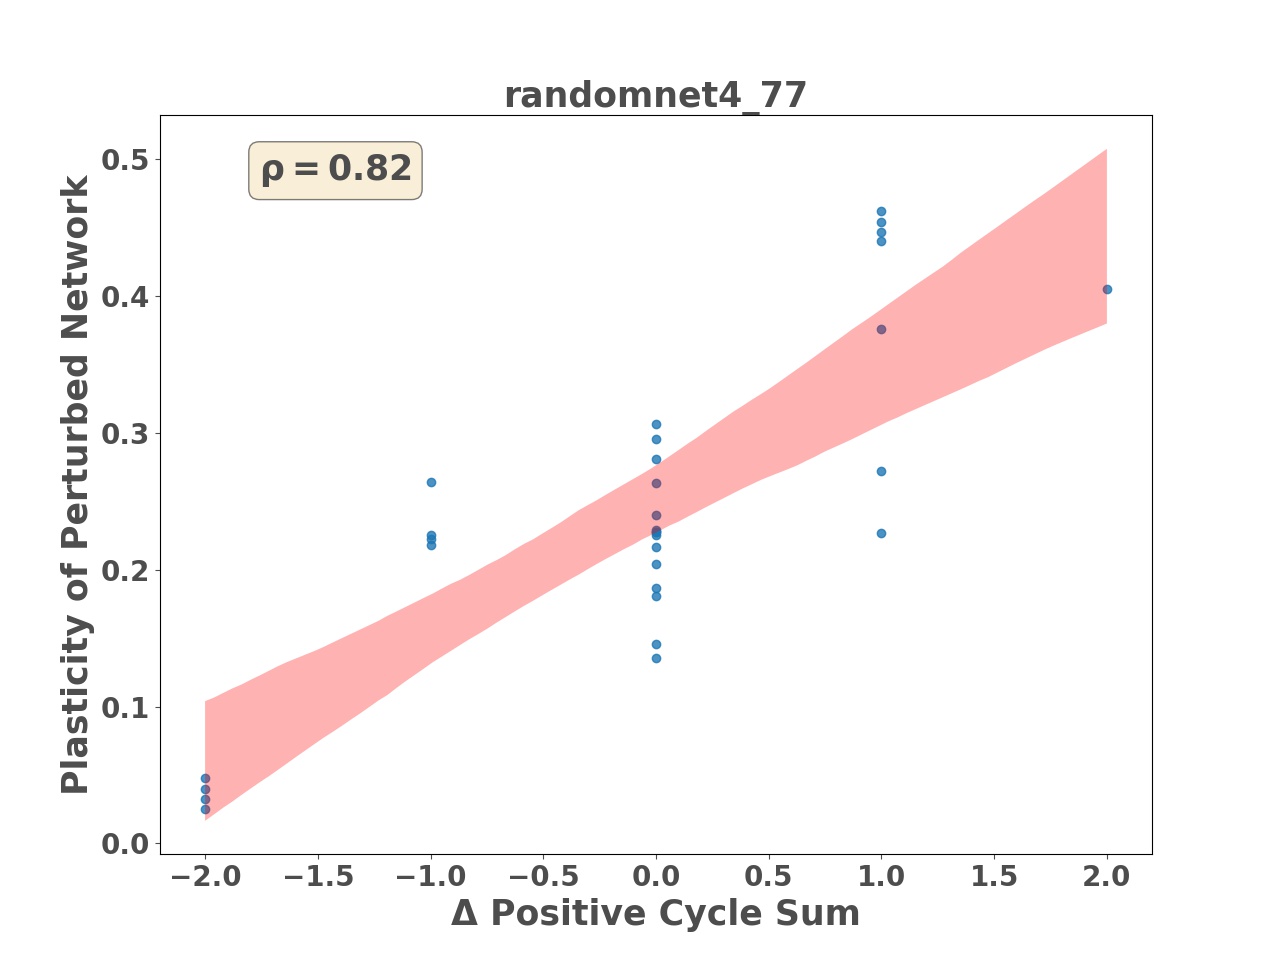 randomnet4_77
ρ = 0.82
Plasticity of Perturbed Network
0.5
0.4
0.3
0.2
0.1
0.0
−2.0 −1.5 −1.0 −0.5 0.0 0.5 1.0 1.5 2.0
Δ Positive Cycle Sum